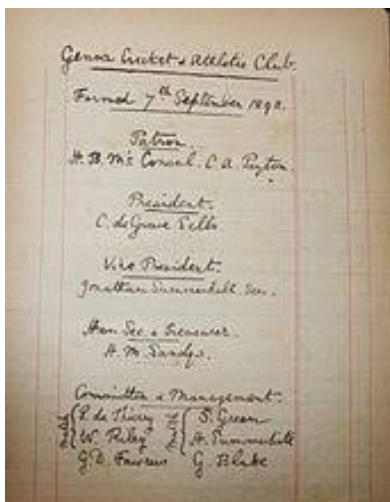 Genoa Cricket & Athletic Club.
Formed 7th September 1893.
Patron.
H. B. M's Consul. C. A. Payton.
President.
C. de Grave Sells
Vice President.
Jonathan Summerhill. Sen.
Hon Sec. & Treasurer.
H. M. Sandys.
Committee & Management.
P. de Thierry S. Green
W. Riley H. Summerhill
G. D. Fawcus G. Blake